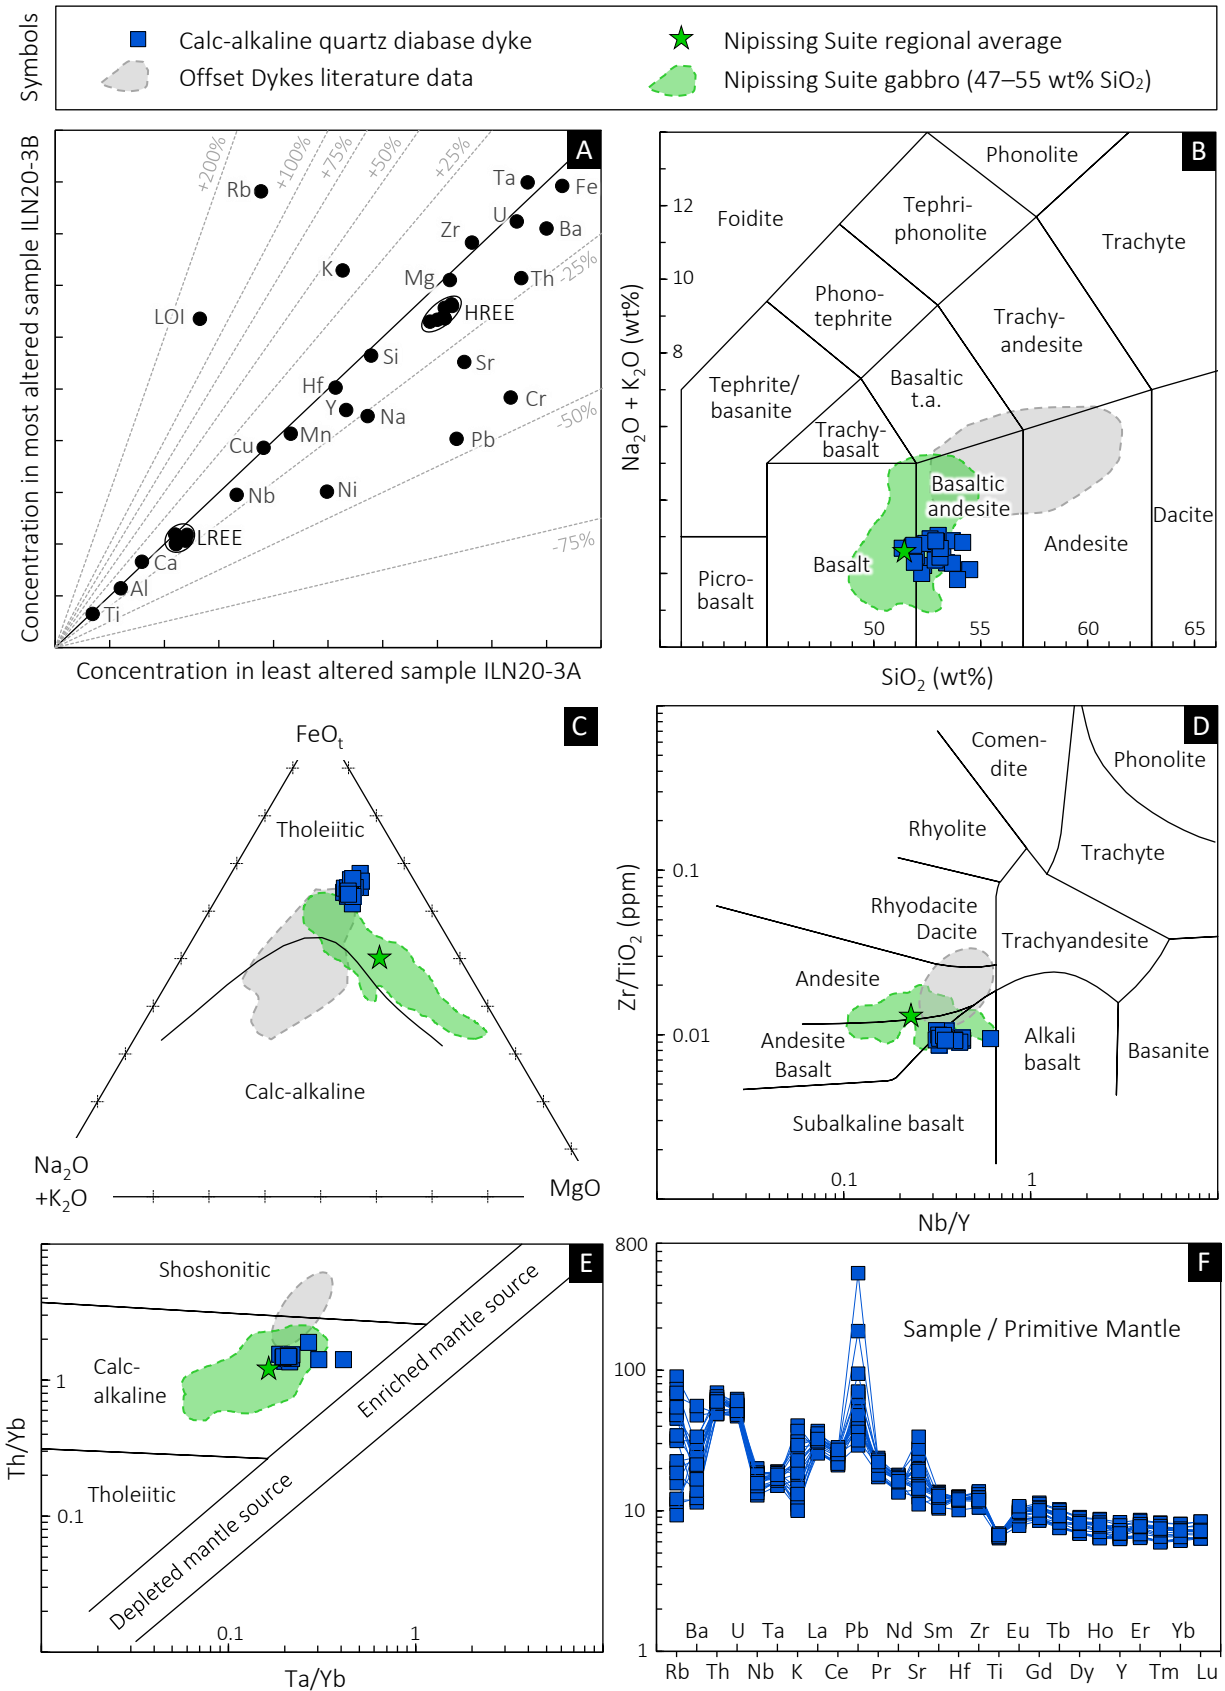 Symbols
Calc-alkaline quartz diabase dyke
Nipissing Suite regional average
Offset Dykes literature data
Nipissing Suite gabbro (47–55 wt% SiO₂)
A
Concentration in most altered sample ILN20-3B
+200%
+100%
+75%
+50%
+25%
-25%
-50%
-75%
Rb
Ta
Fe
U
Ba
Zr
K
Mg
Th
LOI
HREE
Si
Sr
Hf
Cr
Y
Na
Mn
Cu
Pb
Nb
Ni
LREE
Ca
Al
Ti
Concentration in least altered sample ILN20-3A
B
Na₂O + K₂O (wt%)
12
10
8
Phonolite
Foidite
Tephri-
phonolite
Trachyte
Phono-
tephrite
Trachy-
andesite
Tephrite/
basanite
Basaltic
t.a.
Trachy-
basalt
Basaltic
andesite
Dacite
Andesite
Basalt
Picro-
basalt
50
55
60
65
SiO₂ (wt%)
C
FeOₜ
Tholeiitic
Calc-alkaline
Na₂O
+K₂O
MgO
D
Zr/TiO₂ (ppm)
0.1
0.01
Comen-
dite
Phonolite
Rhyolite
Trachyte
Rhyodacite
Dacite
Trachyandesite
Andesite
Andesite
Basalt
Alkali
basalt
Basanite
Subalkaline basalt
0.1
1
Nb/Y
E
Th/Yb
1
0.1
Shoshonitic
Calc-
alkaline
Tholeiitic
Enriched mantle source
Depleted mantle source
0.1
1
Ta/Yb
F
800
100
10
1
Sample / Primitive Mantle
Ba U Ta La Pb Nd Sm Zr Eu Tb Ho Er Yb
Rb Th Nb K Ce Pr Sr Hf Ti Gd Dy Y Tm Lu